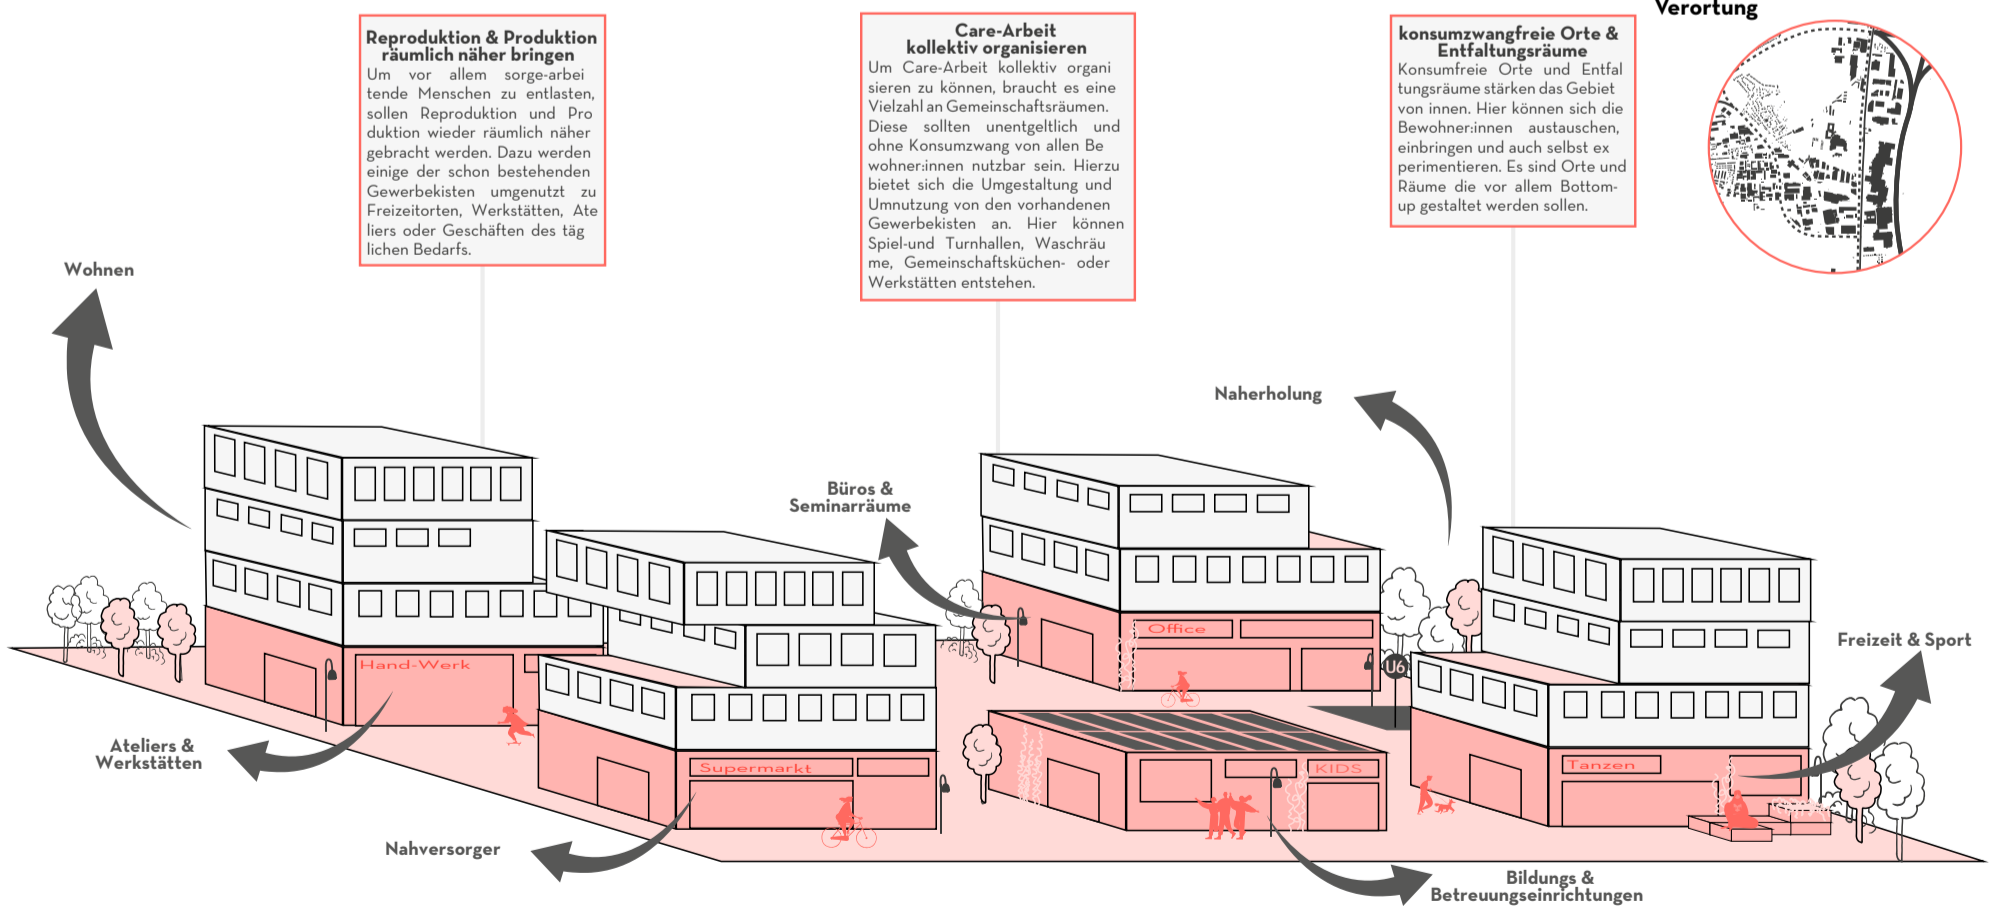 Verortung
Reproduktion & Produktion
räumlich näher bringen
Um vor allem sorge-arbei
tende Menschen zu entlasten,
sollen Reproduktion und Pro
duktion wieder räumlich näher
gebracht werden. Dazu werden
einige der schon bestehenden
Gewerbekisten umgenutzt zu
Freizeitorten, Werkstätten, Ate
liers oder Geschäften des täg
lichen Bedarfs.
Care-Arbeit
kollektiv organisieren
Um Care-Arbeit kollektiv organi
sieren zu können, braucht es eine
Vielzahl an Gemeinschaftsräumen.
Diese sollten unentgeltlich und
ohne Konsumzwang von allen Be
wohner:innen nutzbar sein. Hierzu
bietet sich die Umgestaltung und
Umnutzung von den vorhandenen
Gewerbekisten an. Hier können
Spiel-und Turnhallen, Waschräu
me, Gemeinschaftsküchen- oder
Werkstätten entstehen.
konsumzwangfreie Orte &
Entfaltungsräume
Konsumfreie Orte und Entfal
tungsräume stärken das Gebiet
von innen. Hier können sich die
Bewohner:innen austauschen,
einbringen und auch selbst ex
perimentieren. Es sind Orte und
Räume die vor allem Bottom-
up gestaltet werden sollen.
Wohnen
Naherholung
Büros &
Seminarräume
Freizeit & Sport
Office
U6
Hand-Werk
Ateliers &
Werkstätten
Supermarkt
KIDS
Tanzen
Nahversorger
Bildungs &
Betreuungseinrichtungen